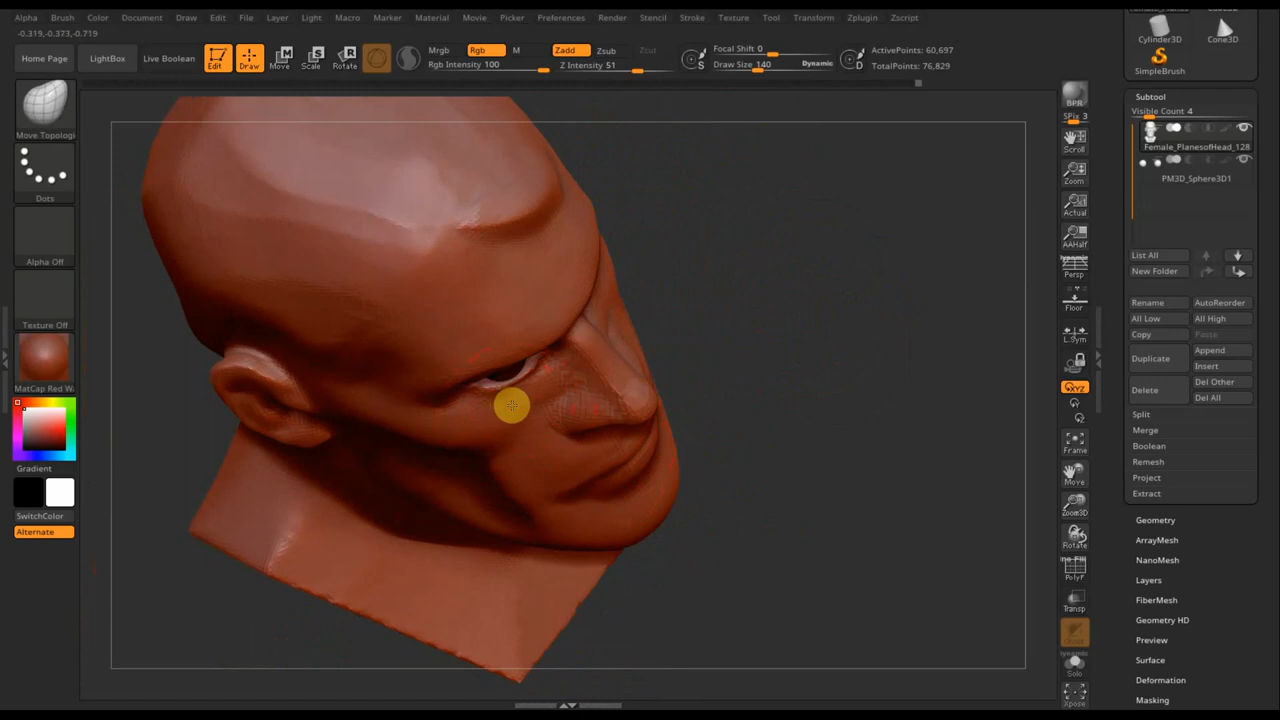 Alpha Brush Color Document Draw Edit File Layer Light Macro Marker Material Movie Picker Preferences Render Stencil Stroke Texture Tool Transform Zplugin Zscript
-0.319,-0.373,-0.719
Home Page
LightBox
Live Boolean
Edit
Draw
Move
Scale
Rotate
Mrgb Rgb M
Rgb Intensity 100
Zadd Zsub Zcut
Z Intensity 51
S
Focal Shift 0
Draw Size 140
Dynamic
D
ActivePoints: 60,697
TotalPoints: 76,829
Move Topologi
Dots
Alpha Off
Texture Off
MatCap Red Wa
Gradient
SwitchColor
Alternate
BPR
SPix 3
Scroll
Zoom
Actual
AAHalf
Dynamic
Persp
Floor
L.Sym
XYZ
Frame
Move
Zoom3D
Rotate
PolyF
Transp
Dynamic
Solo
Xpose
Cylinder3D
Cone3D
SimpleBrush
Subtool
Visible Count 4
Female_PlanesofHead_128
PM3D_Sphere3D1
List All
New Folder
Rename AutoReorder
All Low All High
Copy Paste
Duplicate
Append
Insert
Delete
Del Other
Del All
Split
Merge
Boolean
Remesh
Project
Extract
Geometry
ArrayMesh
NanoMesh
Layers
FiberMesh
Geometry HD
Preview
Surface
Deformation
Masking